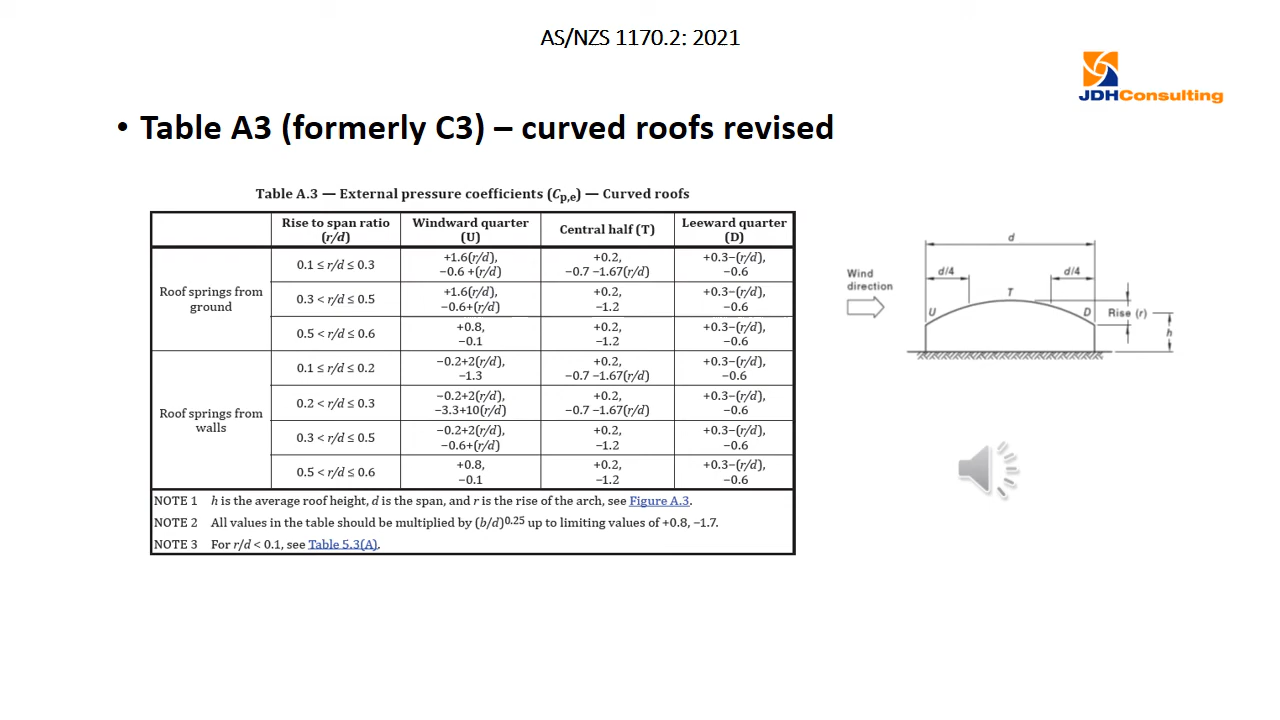 AS/NZS 1170.2: 2021
JDHConsulting
• Table A3 (formerly C3) – curved roofs revised
Table A.3 — External pressure coefficients (Cp,e) — Curved roofs
Rise to span ratio (r/d) Windward quarter (U) Central half (T) Leeward quarter (D)
Roof springs from ground
0.1 ≤ r/d ≤ 0.3 +1.6(r/d), −0.6 +(r/d) +0.2, −0.7 −1.67(r/d) +0.3−(r/d), −0.6
0.3 < r/d ≤ 0.5 +1.6(r/d), −0.6+(r/d) +0.2, −1.2 +0.3−(r/d), −0.6
0.5 < r/d ≤ 0.6 +0.8, −0.1 +0.2, −1.2 +0.3−(r/d), −0.6
Roof springs from walls
0.1 ≤ r/d ≤ 0.2 −0.2+2(r/d), −1.3 +0.2, −0.7 −1.67(r/d) +0.3−(r/d), −0.6
0.2 < r/d ≤ 0.3 −0.2+2(r/d), −3.3+10(r/d) +0.2, −0.7 −1.67(r/d) +0.3−(r/d), −0.6
0.3 < r/d ≤ 0.5 −0.2+2(r/d), −0.6+(r/d) +0.2, −1.2 +0.3−(r/d), −0.6
0.5 < r/d ≤ 0.6 +0.8, −0.1 +0.2, −1.2 +0.3−(r/d), −0.6
NOTE 1 h is the average roof height, d is the span, and r is the rise of the arch, see Figure A.3.
NOTE 2 All values in the table should be multiplied by (b/d)0.25 up to limiting values of +0.8, −1.7.
NOTE 3 For r/d < 0.1, see Table 5.3(A).
d
Wind
direction
d/4
d/4
T
U
D
Rise (r)
h